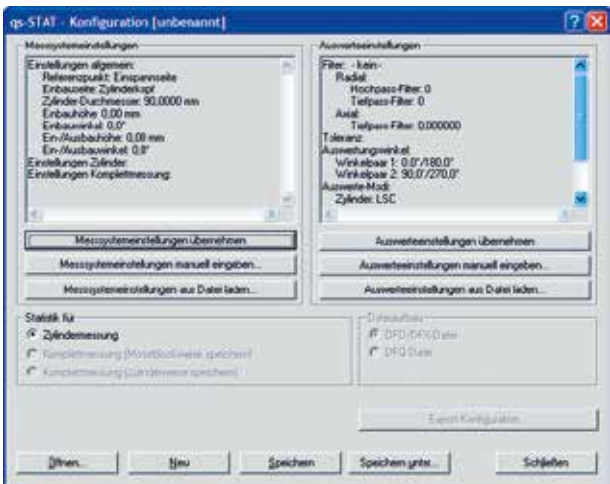 qs-STAT - Konfiguration [unbenannt]
Messsystemeinstellungen
Einstellungen algemein:
Referenzpunkt: Einspannseite
Einbauseite: Zylinderkopf
Zylinder-Durchmesser: 90,0000 mm
Einbauhöhe: 0,00 mm
Einbauwinkel: 0,0°
Ein-/Ausbauhöhe: 0,00 mm
Ein-/Ausbauwinkel: 0,0°
Einstellungen Zylinder:
Einstellungen Komplettmessung:
Messsystemeinstellungen übernehmen
Messsystemeinstellungen manuell eingeben...
Messsystemeinstellungen aus Datei laden...
Auswerteeinstellungen
Filter: -kein-
Radial:
Hochpass-Filter: 0
Tiefpass-Filter: 0
Axial:
Tiefpass-Filter: 0.000000
Toleranz:
Auswertungswinkel:
Winkelpaar 1: 0.0°/180,0°
Winkelpaar 2: 90,0°/270,0°
Auswerte-Modi:
Zylinder: LSC
Auswerteeinstellungen übernehmen
Auswerteeinstellungen manuell eingeben...
Auswerteeinstellungen aus Datei laden...
Statistik für
Zylindermessung
Komplettmessung (Motorblockweise speichern)
Komplettmessung (Zylinderweise speichern)
Dateiaufbau
DFD/DFX-Datei
DFQ-Datei
Export Konfiguration...
Öffnen...
Neu
Speichern
Speichern unter...
Schließen